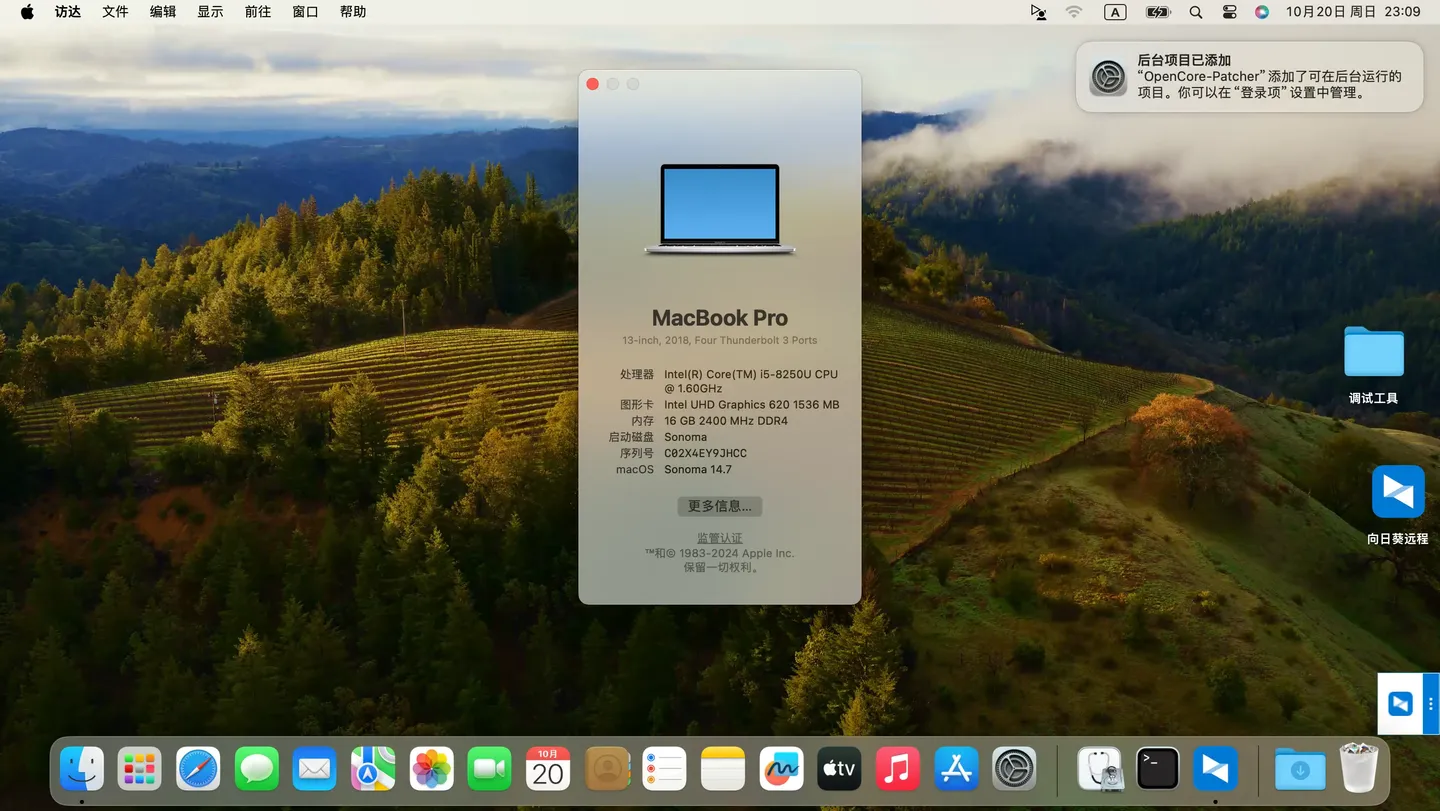 访达 文件 编辑 显示 前往 窗口 帮助 A 10月20日 周日 23:09
后台项目已添加
“OpenCore-Patcher”添加了可在后台运行的
项目。你可以在“登录项”设置中管理。
MacBook Pro
13-inch, 2018, Four Thunderbolt 3 Ports
处理器 Intel(R) Core(TM) i5-8250U CPU
@ 1.60GHz
图形卡 Intel UHD Graphics 620 1536 MB
内存 16 GB 2400 MHz DDR4
启动磁盘 Sonoma
序列号 C02X4EY9JHCC
macOS Sonoma 14.7
更多信息...
监管认证
™和© 1983-2024 Apple Inc.
保留一切权利。
调试工具
向日葵远程
10月
20
tv
>_